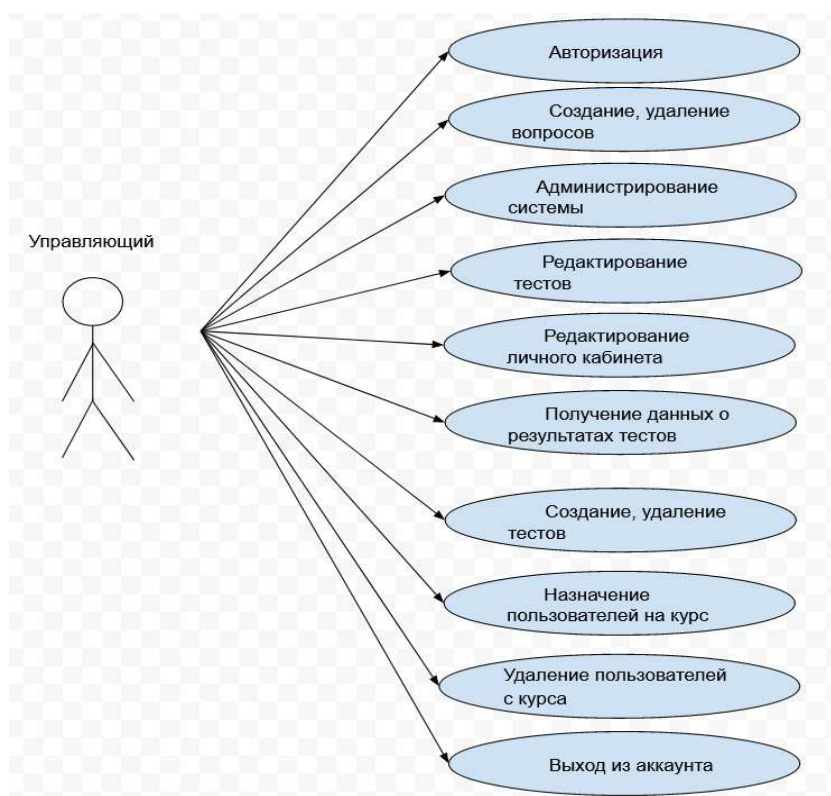 Авторизация
Создание, удаление
вопросов
Администрирование
системы
Управляющий
Редактирование
тестов
Редактирование
личного кабинета
Получение данных о
результатах тестов
Создание, удаление
тестов
Назначение
пользователей на курс
Удаление пользователей
с курса
Выход из аккаунта